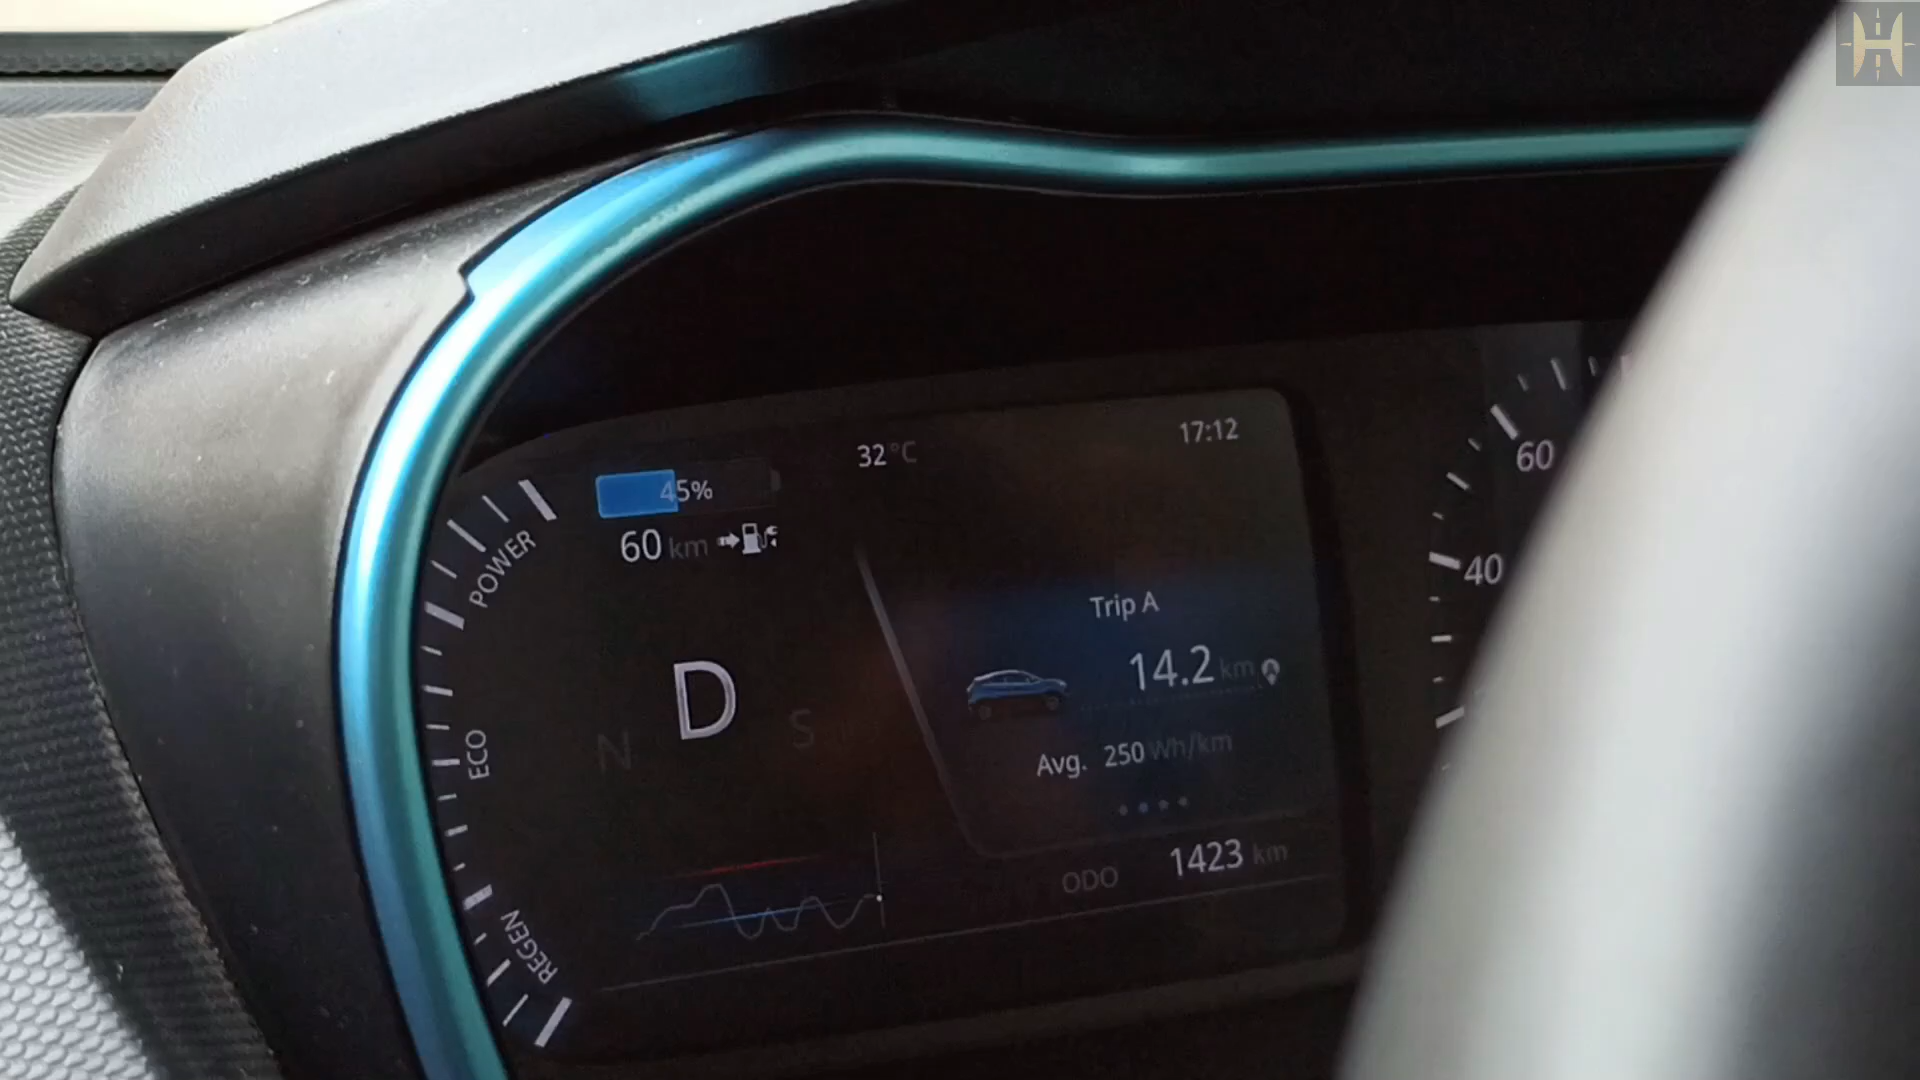 32°C
17:12
45%
60 km
POWER
60
40
Trip A
14.2 km
N D S
ECO
Avg. 250 Wh/km
ODO 1423 km
REGEN
H